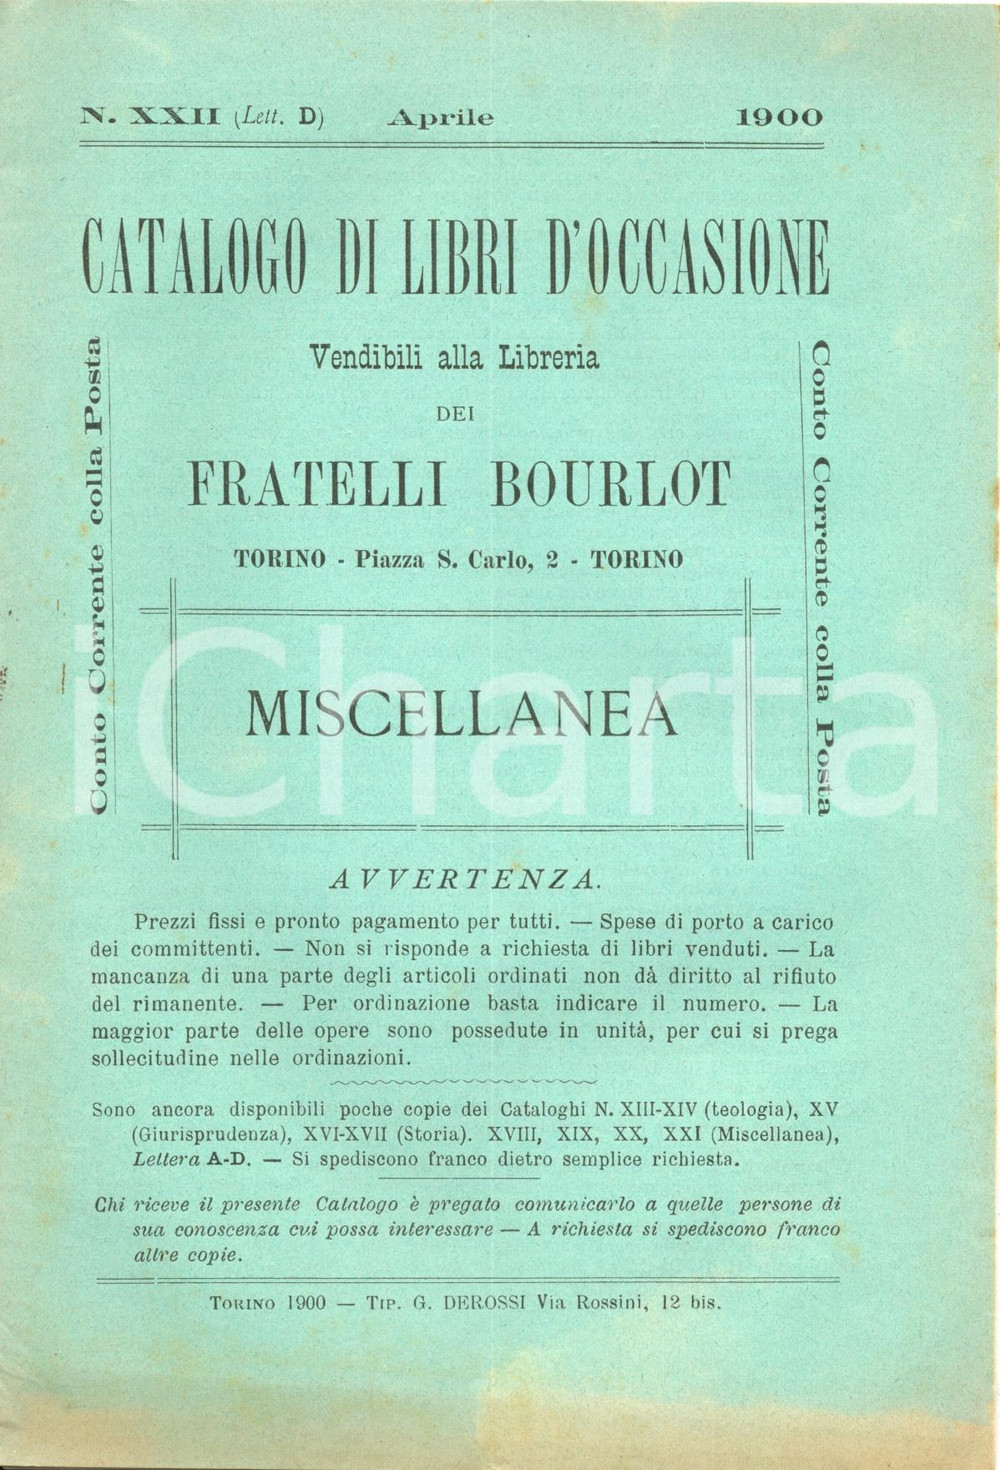 N. XXII (Lett. D) Aprile 1900
CATALOGO DI LIBRI D'OCCASIONE
Conto Corrente colla Posta
Vendibili alla Libreria
DEI
FRATELLI BOURLOT
TORINO - Piazza S. Carlo, 2 - TORINO
Conto Corrente colla Posta
MISCELLANEA
iCharta
AVVERTENZA.
Prezzi fissi e pronto pagamento per tutti. — Spese di porto a carico
dei committenti. — Non si risponde a richiesta di libri venduti. — La
mancanza di una parte degli articoli ordinati non dà diritto al rifiuto
del rimanente. — Per ordinazione basta indicare il numero. — La
maggior parte delle opere sono possedute in unità, per cui si prega
sollecitudine nelle ordinazioni.
Sono ancora disponibili poche copie dei Cataloghi N. XIII-XIV (teologia), XV
(Giurisprudenza), XVI-XVII (Storia). XVIII, XIX, XX, XXI (Miscellanea),
Lettera A-D. — Si spediscono franco dietro semplice richiesta.
Chi riceve il presente Catalogo è pregato comunicarlo a quelle persone di
sua conoscenza cui possa interessare — A richiesta si spediscono franco
altre copie.
TORINO 1900 — TIP. G. DEROSSI Via Rossini, 12 bis.